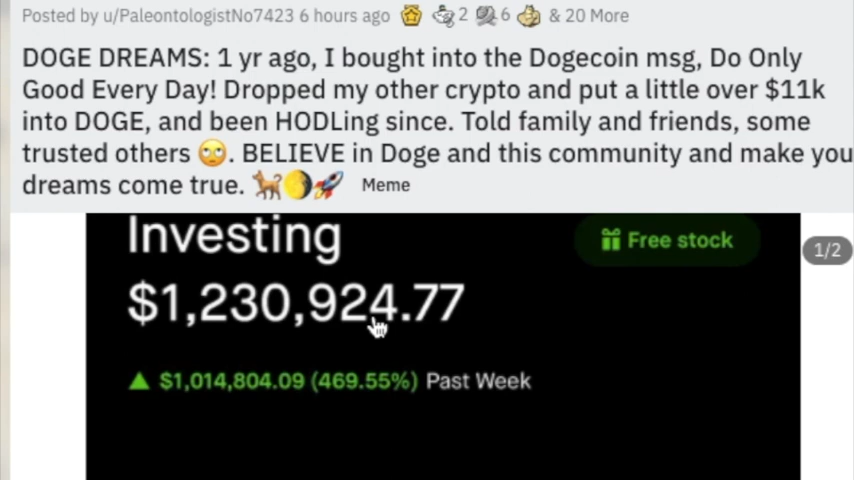 Posted by u/PaleontologistNo7423 6 hours ago 2 6 & 20 More
DOGE DREAMS: 1 yr ago, I bought into the Dogecoin msg, Do Only
Good Every Day! Dropped my other crypto and put a little over $11k
into DOGE, and been HODLing since. Told family and friends, some
trusted others 🙄. BELIEVE in Doge and this community and make you
dreams come true. 🐕🌖🚀 Meme
Investing
Free stock
1/2
$1,230,924.77
▲ $1,014,804.09 (469.55%) Past Week